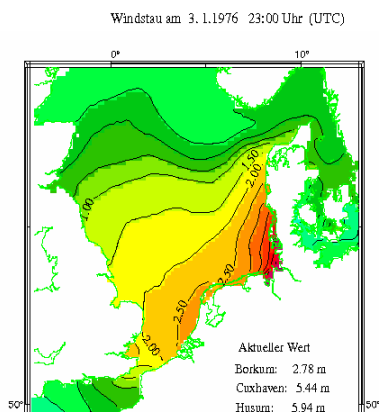 Windstau am 3. 1.1976 23:00 Uhr (UTC)
0° 10°
1.50
2.00
1.00
2.50
2.50
2.00
Aktueller Wert
Borkum: 2.78 m
Cuxhaven: 5.44 m
50° Husum: 5.94 m 50°